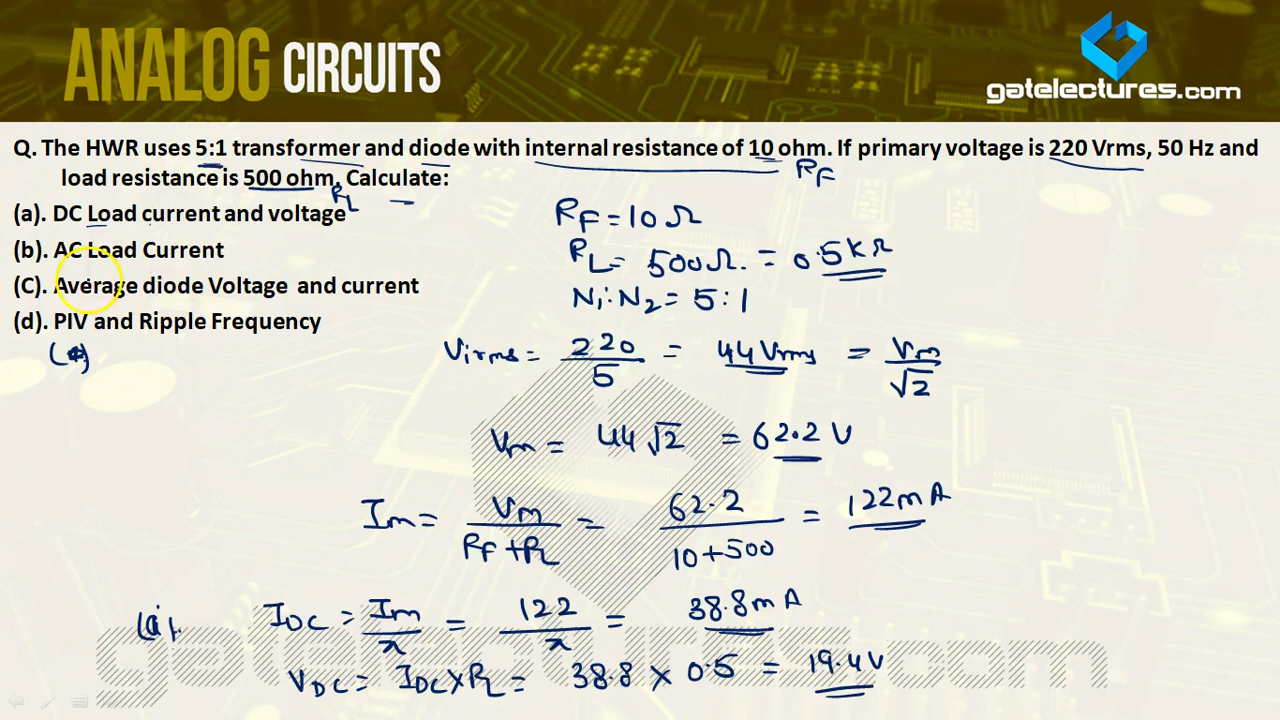 ANALOG CIRCUITS
gatelectures.com
Q. The HWR uses 5:1 transformer and diode with internal resistance of 10 ohm. If primary voltage is 220 Vrms, 50 Hz and
RF
load resistance is 500 ohm, Calculate:
RL
(a). DC Load current and voltage
(b). AC Load Current
(C). Average diode Voltage and current
(d). PIV and Ripple Frequency
RF = 10 Ω
RL = 500 Ω. = 0.5 K Ω
N1 : N2 = 5 : 1
Virms = 220/5 = 44 Vrms = Vm/√2
Vm = 44 √2 = 62.2 V
Im = Vm/(RF + RL) = 62.2/(10+500) = 122 m A
(a). IDC = Im/π = 122/π = 38.8 m A
VDC = IDC × RL = 38.8 × 0.5 = 19.4 V
gatelectures.com